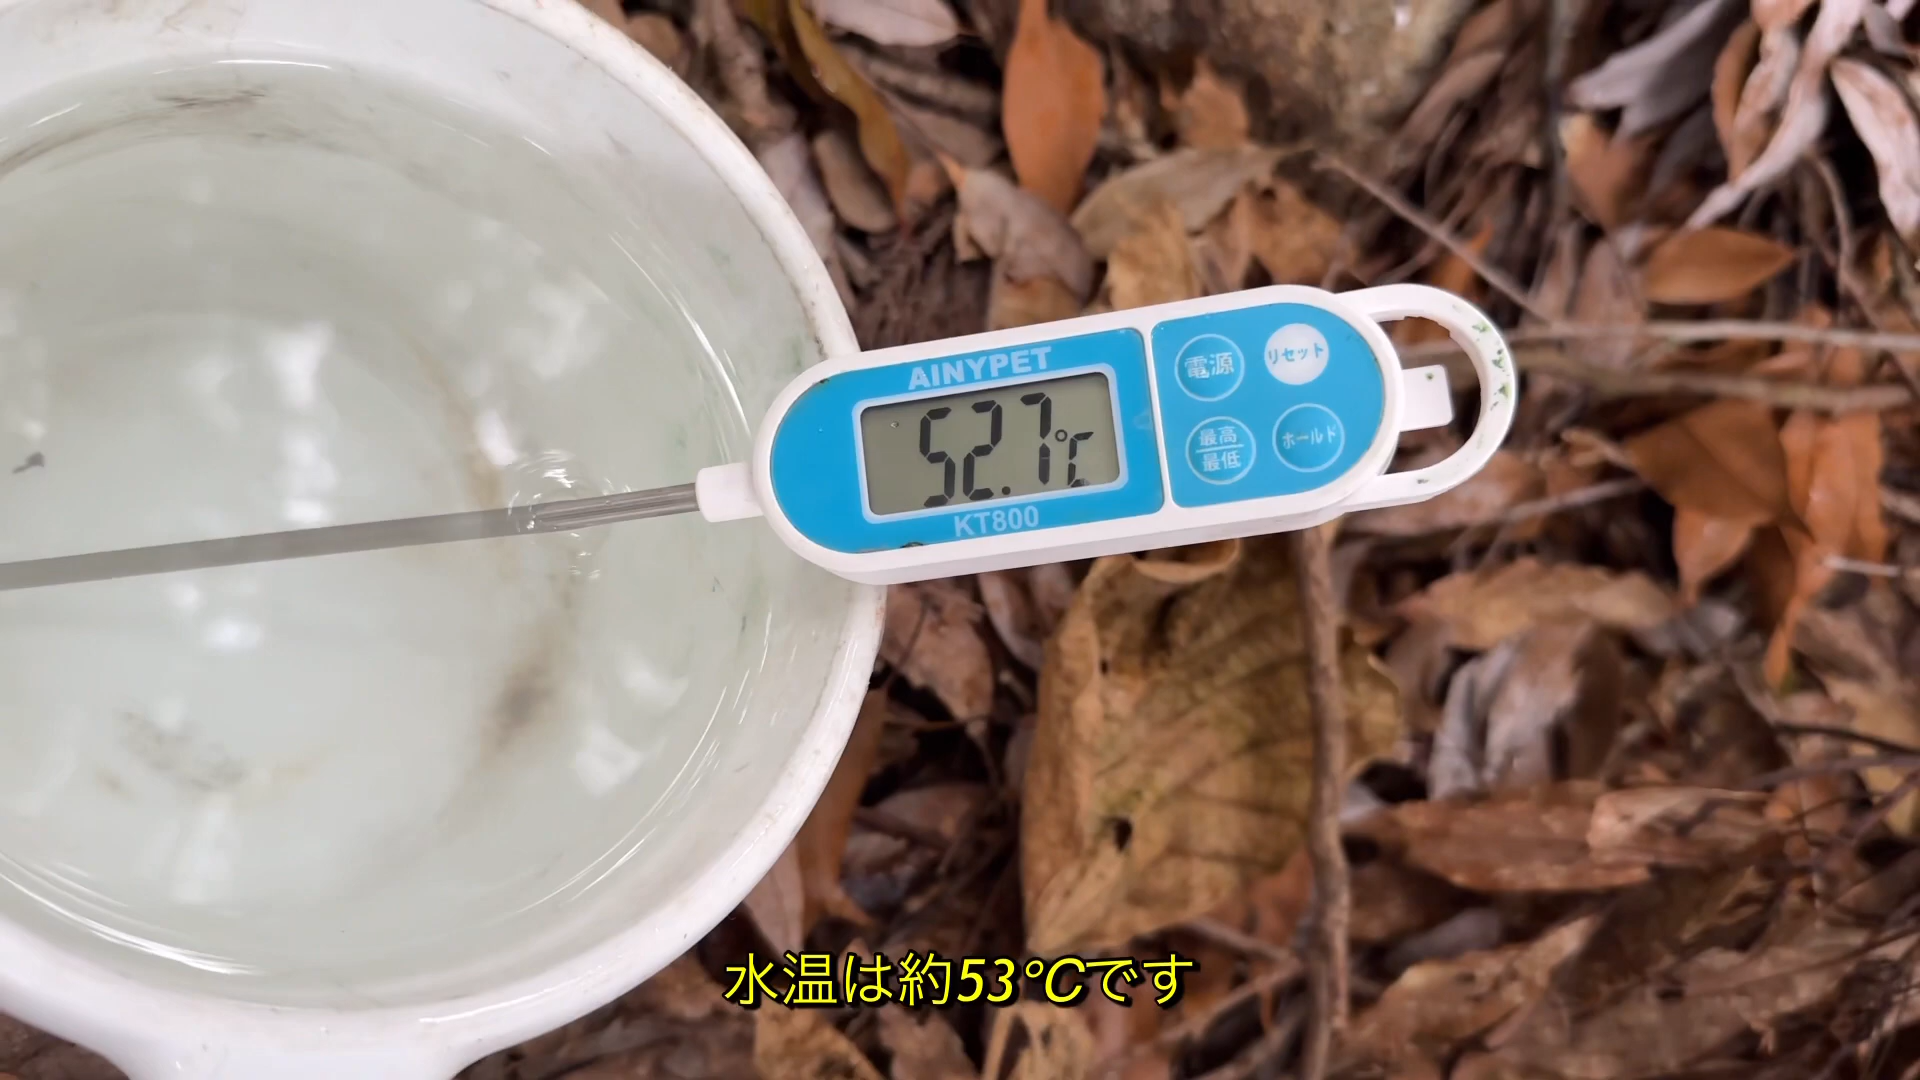 AINYPET
52.7℃
KT800
電源
リセット
最高
最低
ホールド
水温は約53℃です